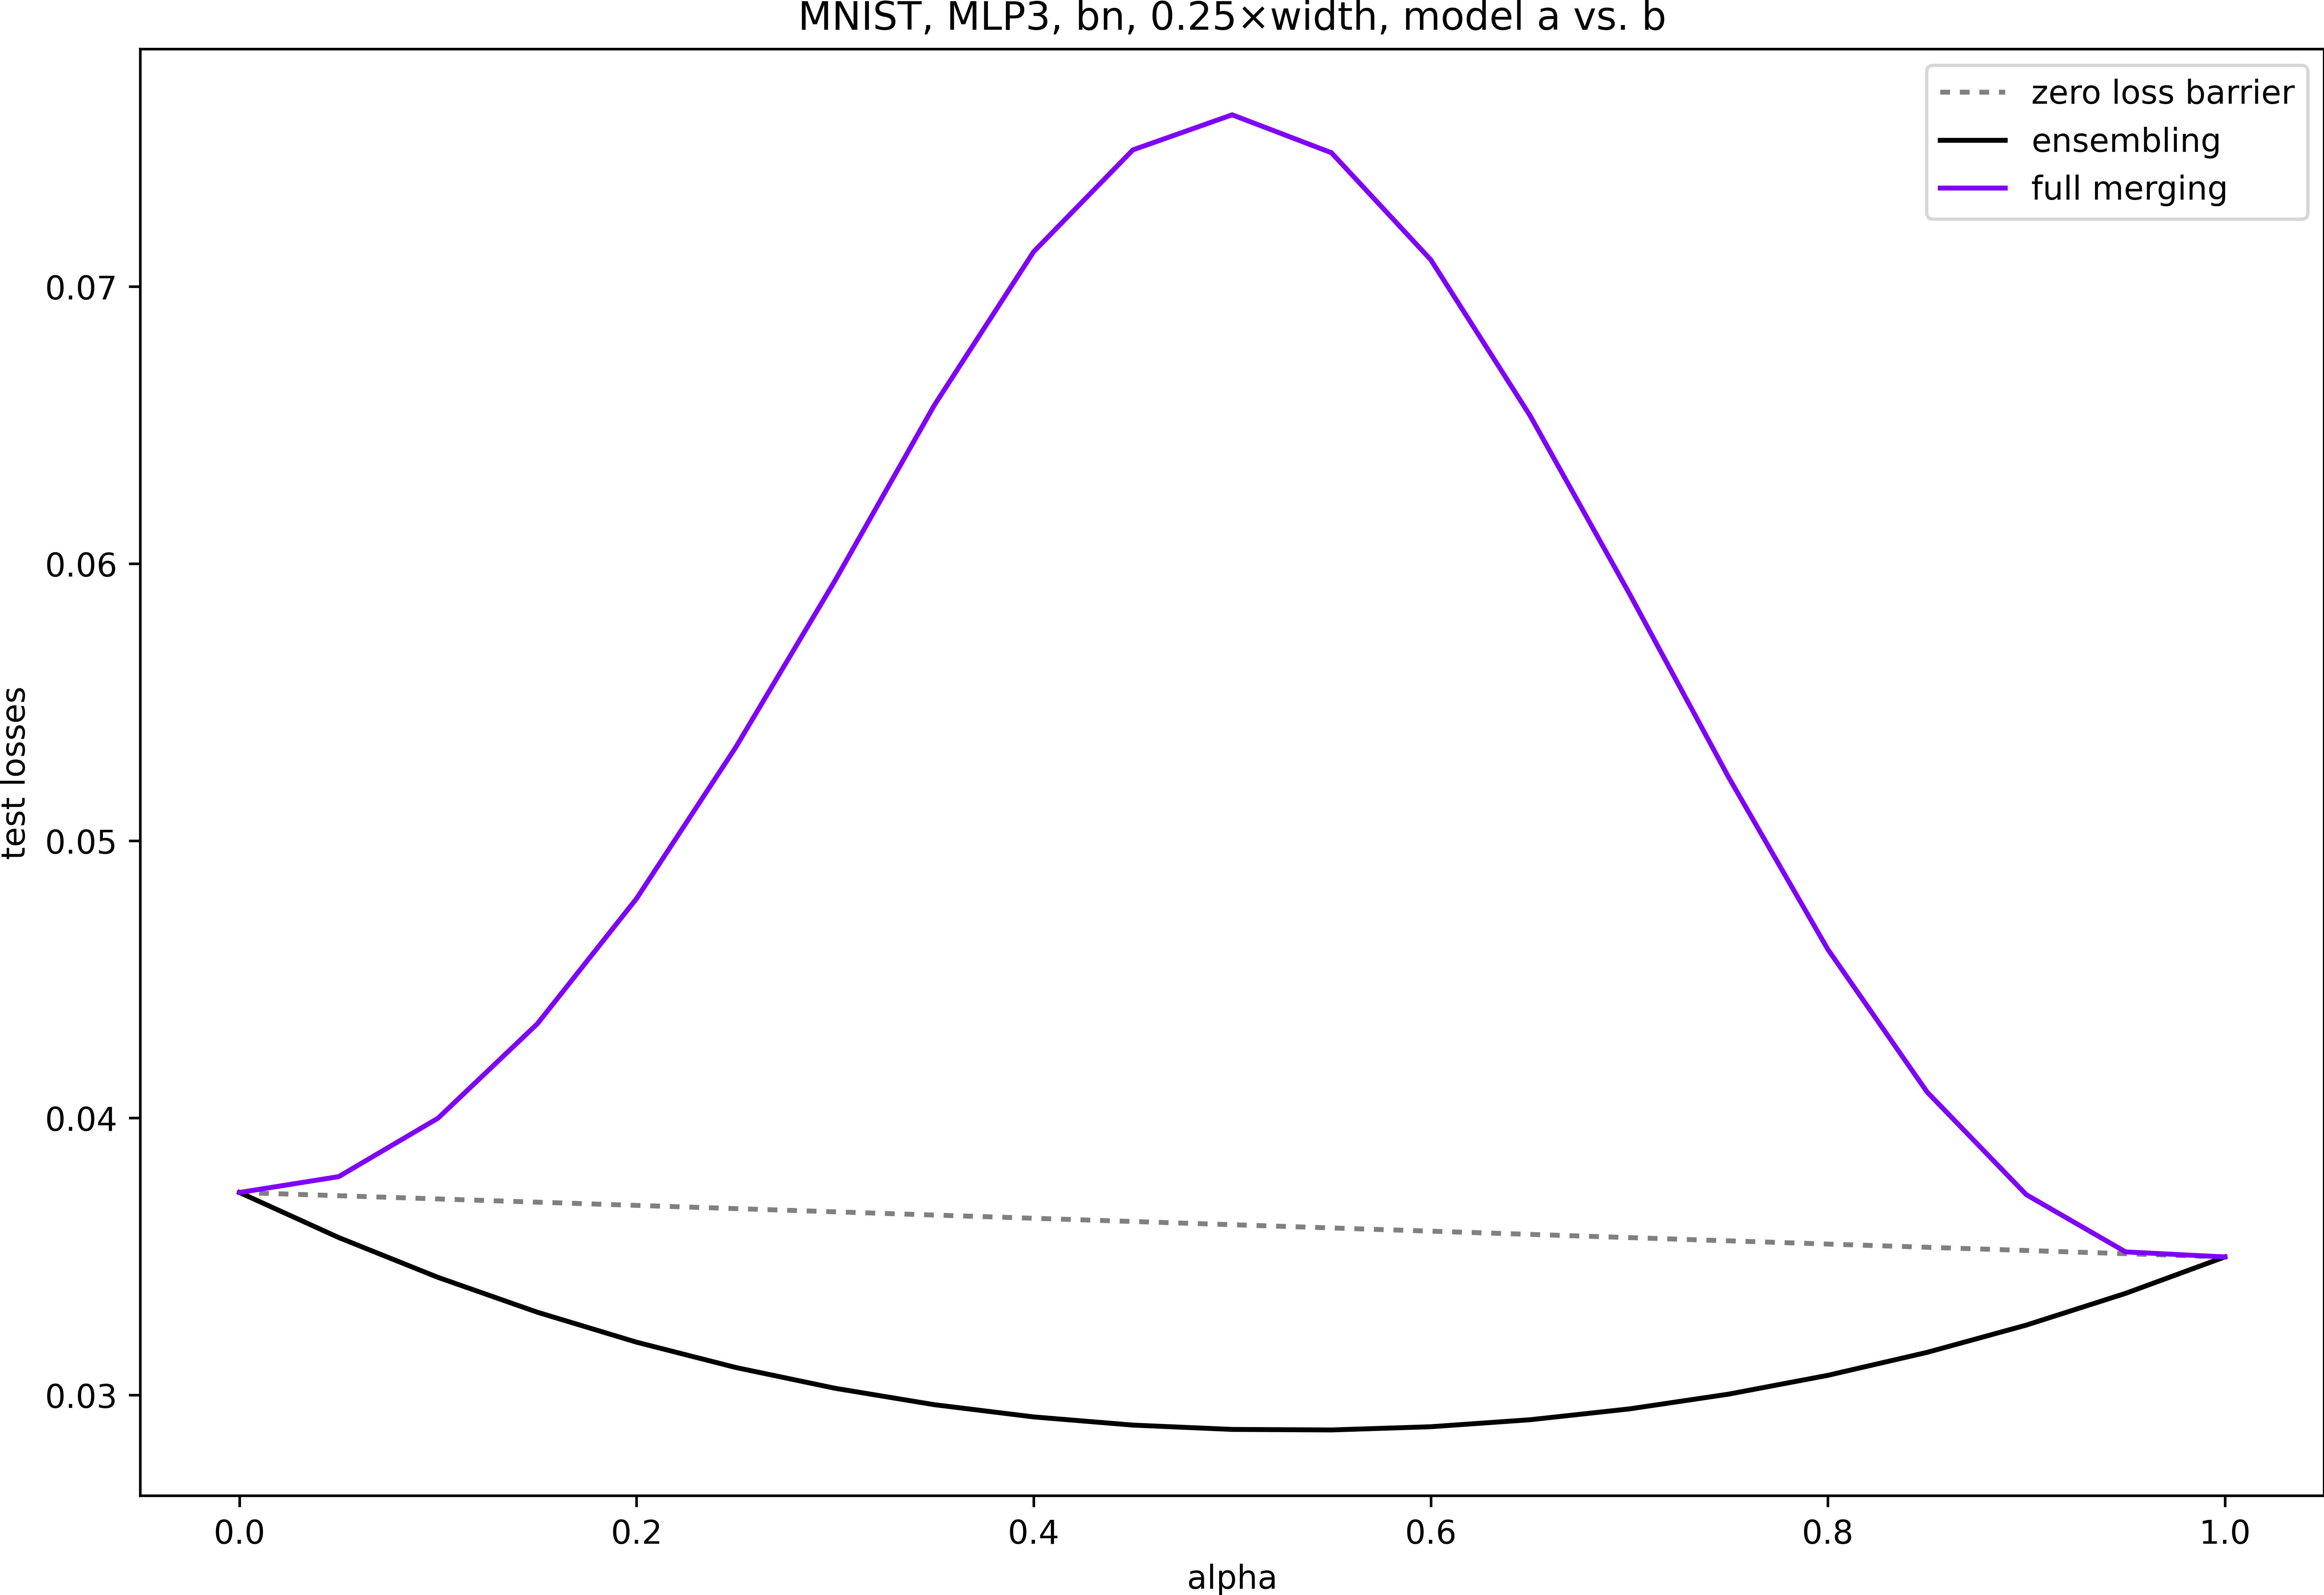 MNIST, MLP3, bn, 0.25×width, model a vs. b
zero loss barrier
ensembling
full merging
0.07
0.06
0.05
0.04
0.03
test losses
0.0 0.2 0.4 0.6 0.8 1.0
alpha